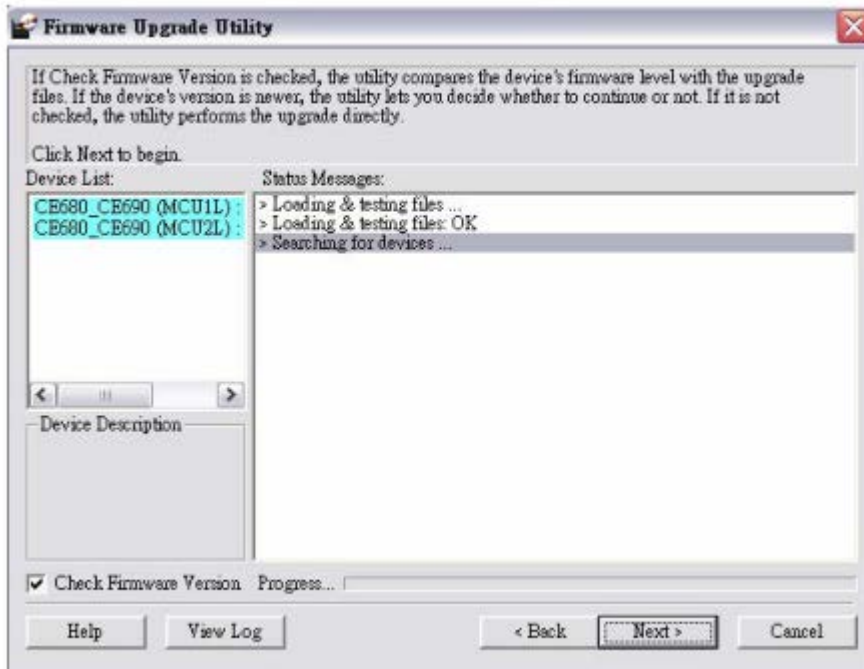 Firmware Upgrade Utility
If Check Firmware Version is checked, the utility compares the device's firmware level with the upgrade
files. If the device's version is newer, the utility lets you decide whether to continue or not. If it is not
checked, the utility performs the upgrade directly.
Click Next to begin.
Device List:
CE680_CE690 (MCU1L) :
CE680_CE690 (MCU2L) :
Status Messages:
> Loading & testing files ...
> Loading & testing files: OK
> Searching for devices ...
Device Description
Check Firmware Version
Progress...
Help
View Log
< Back
Next >
Cancel